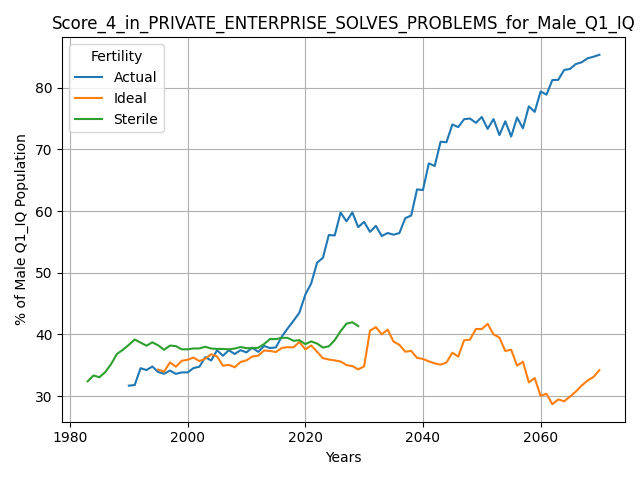 Score_4_in_PRIVATE_ENTERPRISE_SOLVES_PROBLEMS_for_Male_Q1_IQ
Fertility
Actual
Ideal
Sterile
% of Male Q1_IQ Population
80
70
60
50
40
30
1980
2000
2020
2040
2060
Years